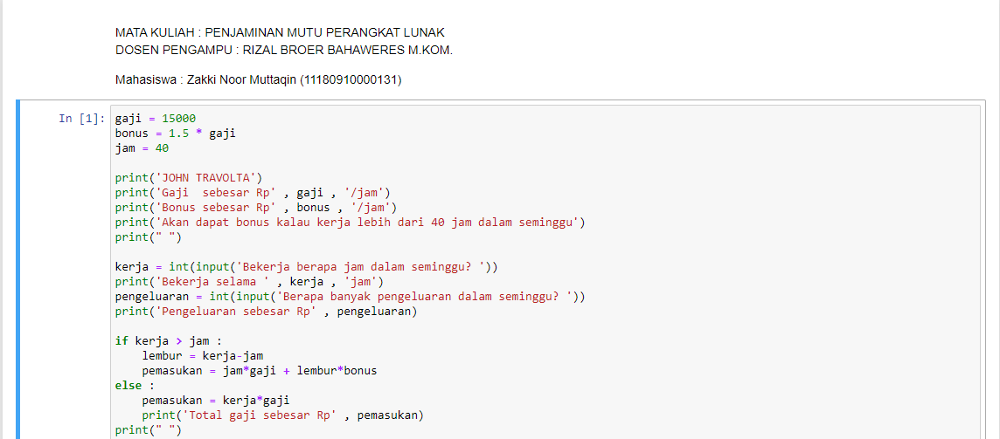 MATA KULIAH : PENJAMINAN MUTU PERANGKAT LUNAK
DOSEN PENGAMPU : RIZAL BROER BAHAWERES M.KOM.
Mahasiswa : Zakki Noor Muttaqin (11180910000131)
In [1]: gaji = 15000
bonus = 1.5 * gaji
jam = 40
print('JOHN TRAVOLTA')
print('Gaji  sebesar Rp' , gaji , '/jam')
print('Bonus sebesar Rp' , bonus , '/jam')
print('Akan dapat bonus kalau kerja lebih dari 40 jam dalam seminggu')
print(" ")
kerja = int(input('Bekerja berapa jam dalam seminggu? '))
print('Bekerja selama ' , kerja , 'jam')
pengeluaran = int(input('Berapa banyak pengeluaran dalam seminggu? '))
print('Pengeluaran sebesar Rp' , pengeluaran)
if kerja > jam :
    lembur = kerja-jam
    pemasukan = jam*gaji + lembur*bonus
else :
    pemasukan = kerja*gaji
    print('Total gaji sebesar Rp' , pemasukan)
print(" ")